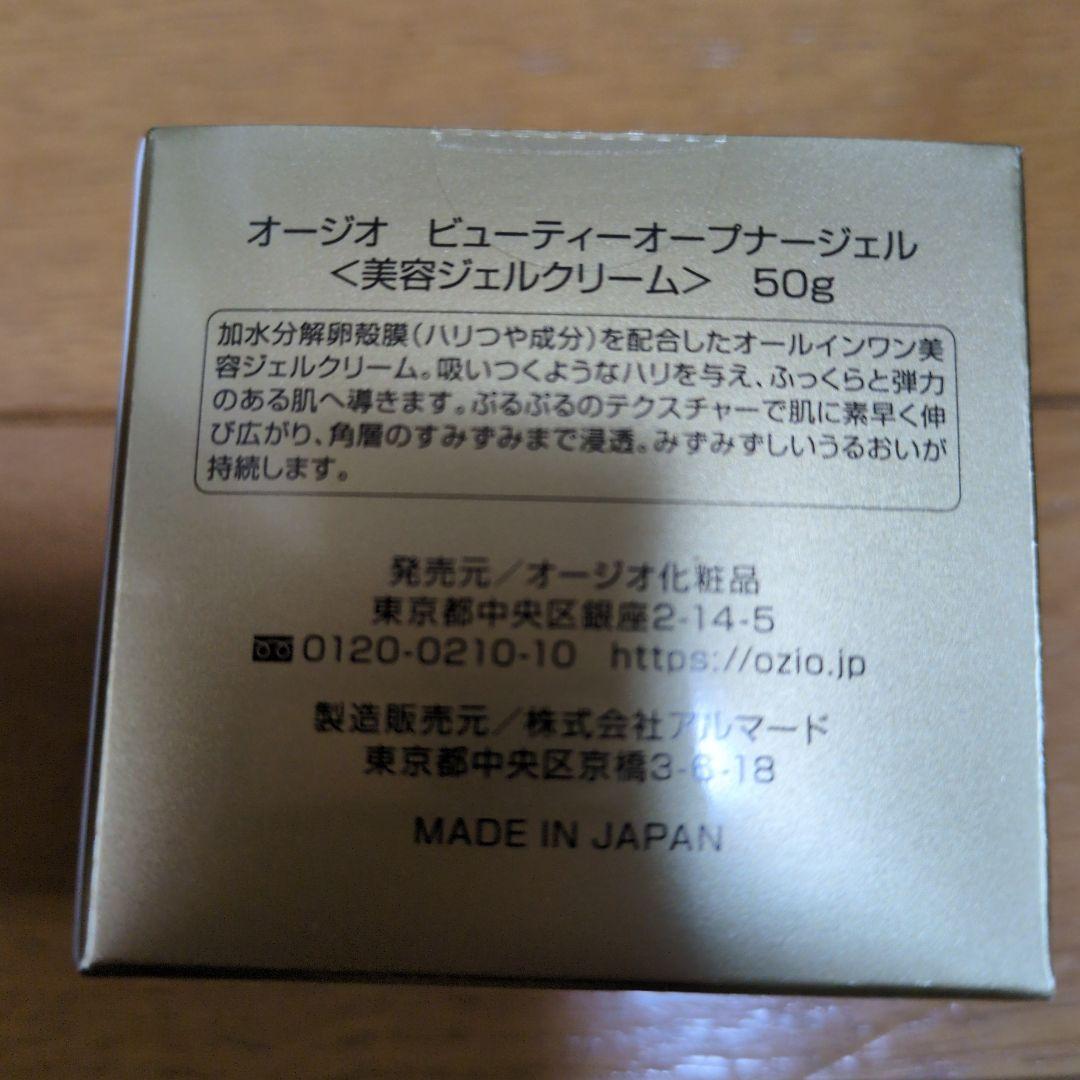 オージオ　ビューティーオープナージェル
＜美容ジェルクリーム＞　50g
加水分解卵殻膜（ハリつや成分）を配合したオールインワン美
容ジェルクリーム。吸いつくようなハリを与え、ふっくらと弾力
のある肌へ導きます。ぷるぷるのテクスチャーで肌に素早く伸
び広がり、角層のすみずみまで浸透。みずみずしいうるおいが
持続します。
発売元／オージオ化粧品
東京都中央区銀座2-14-5
0120-0210-10　https://ozio.jp
製造販売元／株式会社アルマード
東京都中央区京橋3-6-18
MADE IN JAPAN